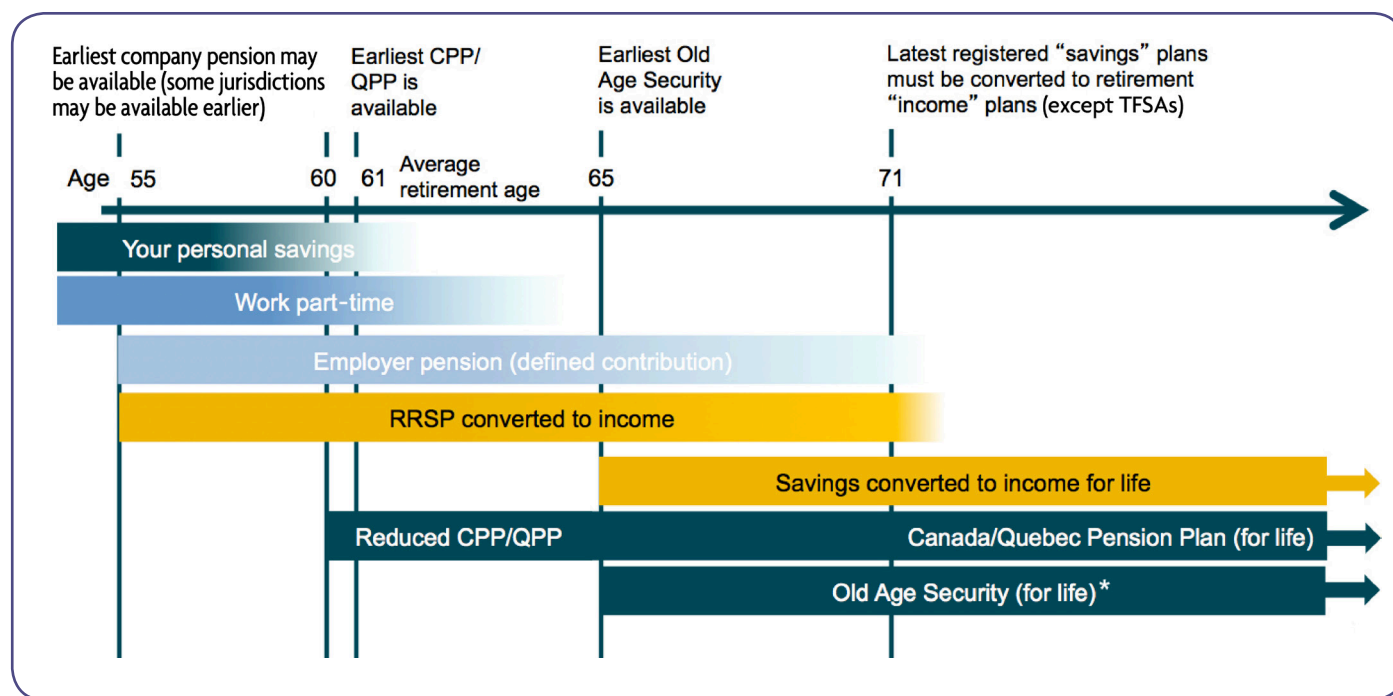 Earliest company pension may
be available (some jurisdictions
may be available earlier)
Earliest CPP/
QPP is
available
Earliest Old
Age Security
is available
Latest registered “savings” plans
must be converted to retirement
“income” plans (except TFSAs)
Age 55 60 61 Average
retirement age 65 71
Your personal savings
Work part-time
Employer pension (defined contribution)
RRSP converted to income
Savings converted to income for life
Reduced CPP/QPP Canada/Quebec Pension Plan (for life)
Old Age Security (for life)*